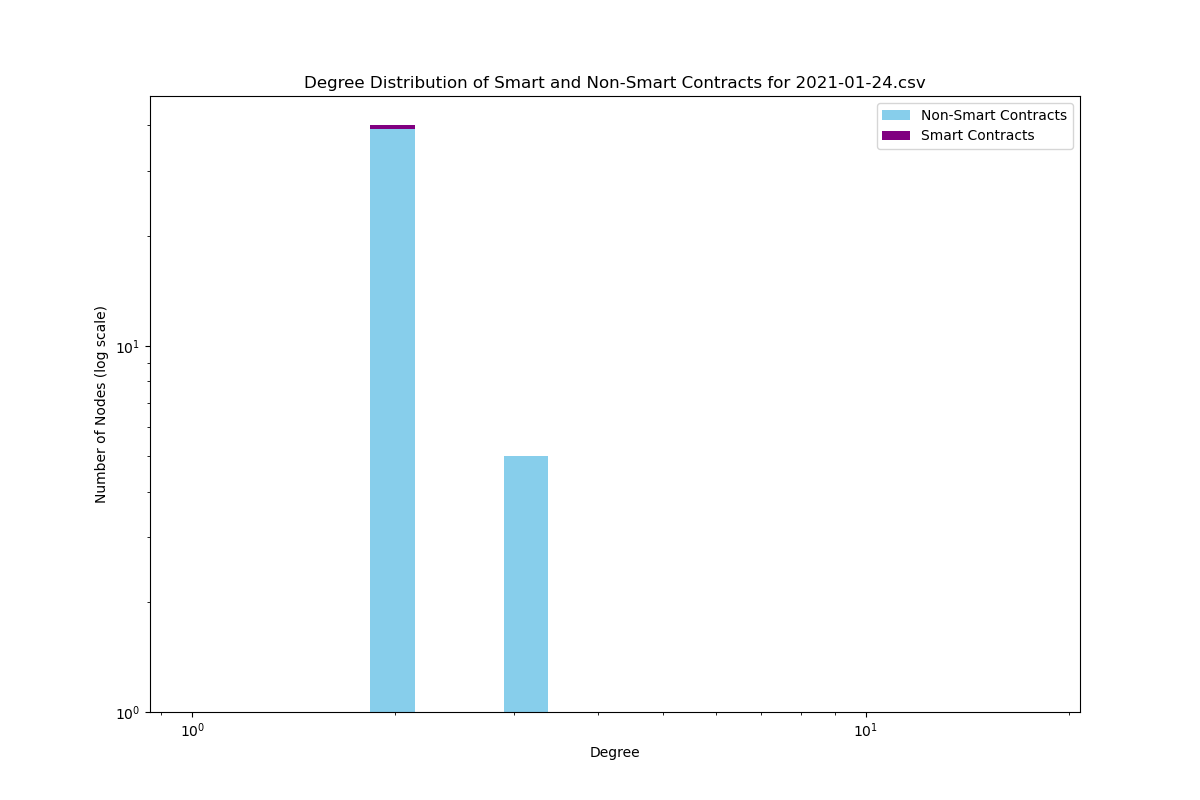 Degree Distribution of Smart and Non-Smart Contracts for 2021-01-24.csv
Non-Smart Contracts
Smart Contracts
Number of Nodes (log scale)
10¹
10⁰
10⁰ 10¹
Degree